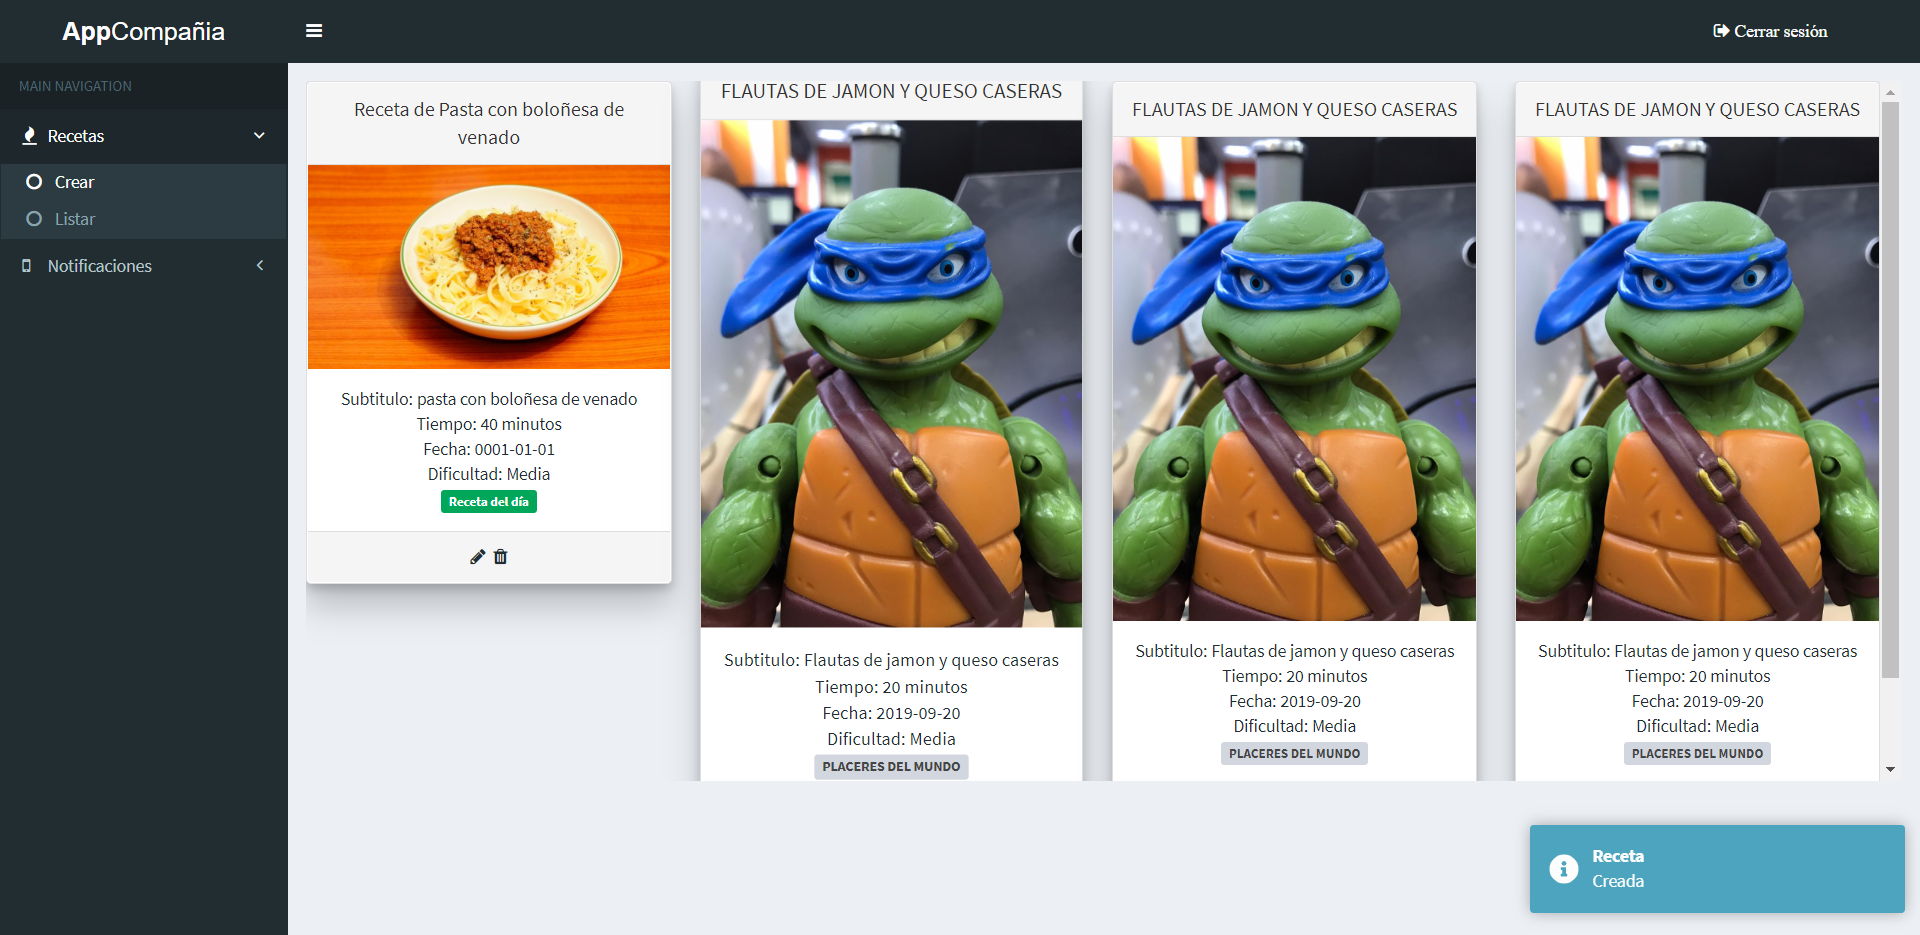 AppCompañia
Cerrar sesión
MAIN NAVIGATION
Recetas
Crear
Listar
Notificaciones
Receta de Pasta con boloñesa de
venado
Subtitulo: pasta con boloñesa de venado
Tiempo: 40 minutos
Fecha: 0001-01-01
Dificultad: Media
Receta del día
FLAUTAS DE JAMON Y QUESO CASERAS
Subtitulo: Flautas de jamon y queso caseras
Tiempo: 20 minutos
Fecha: 2019-09-20
Dificultad: Media
PLACERES DEL MUNDO
FLAUTAS DE JAMON Y QUESO CASERAS
Subtitulo: Flautas de jamon y queso caseras
Tiempo: 20 minutos
Fecha: 2019-09-20
Dificultad: Media
PLACERES DEL MUNDO
FLAUTAS DE JAMON Y QUESO CASERAS
Subtitulo: Flautas de jamon y queso caseras
Tiempo: 20 minutos
Fecha: 2019-09-20
Dificultad: Media
PLACERES DEL MUNDO
Receta
Creada